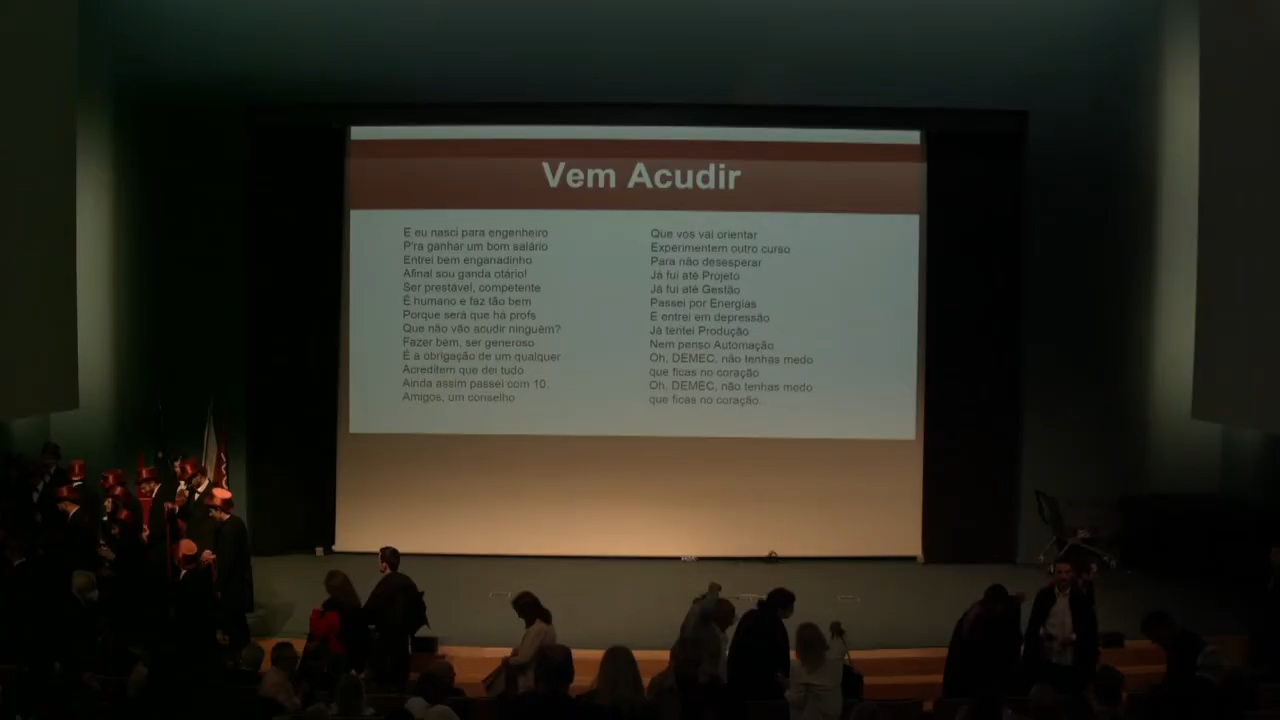 Vem Acudir
E eu nasci para engenheiro
P'ra ganhar um bom salário
Entrei bem enganadinho
Afinal sou ganda otário!
Ser prestável, competente
É humano e faz tão bem
Porque será que há profs
Que não vão acudir ninguém?
Fazer bem, ser generoso
É a obrigação de um qualquer
Acreditem que dei tudo
Ainda assim passei com 10.
Amigos, um conselho
Que vos vai orientar
Experimentem outro curso
Para não desesperar
Já fui até Projeto
Já fui até Gestão
Passei por Energias
E entrei em depressão
Já tentei Produção
Nem penso Automação
Oh, DEMEC, não tenhas medo
que ficas no coração
Oh, DEMEC, não tenhas medo
que ficas no coração.